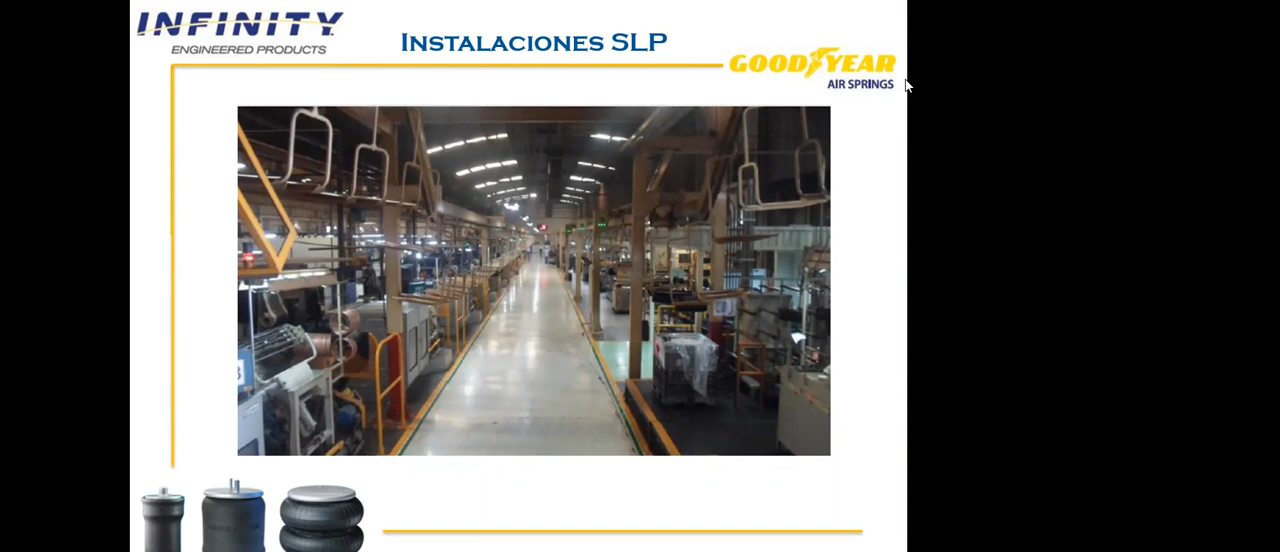 INFINITY
ENGINEERED PRODUCTS
INSTALACIONES SLP
GOODYEAR
AIR SPRINGS